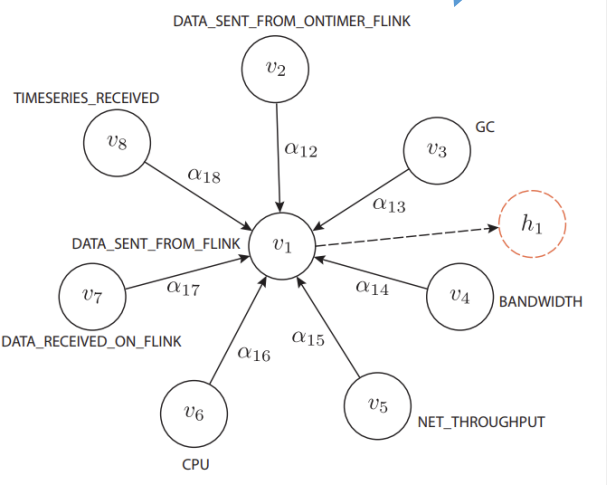 DATA_SENT_FROM_ONTIMER_FLINK
v₂
TIMESERIES_RECEIVED
v₈
GC
v₃
α₁₂
α₁₈
α₁₃
h₁
DATA_SENT_FROM_FLINK
v₁
v₇
α₁₇
α₁₄
v₄
BANDWIDTH
DATA_RECEIVED_ON_FLINK
α₁₆
α₁₅
v₆
v₅
NET_THROUGHPUT
CPU